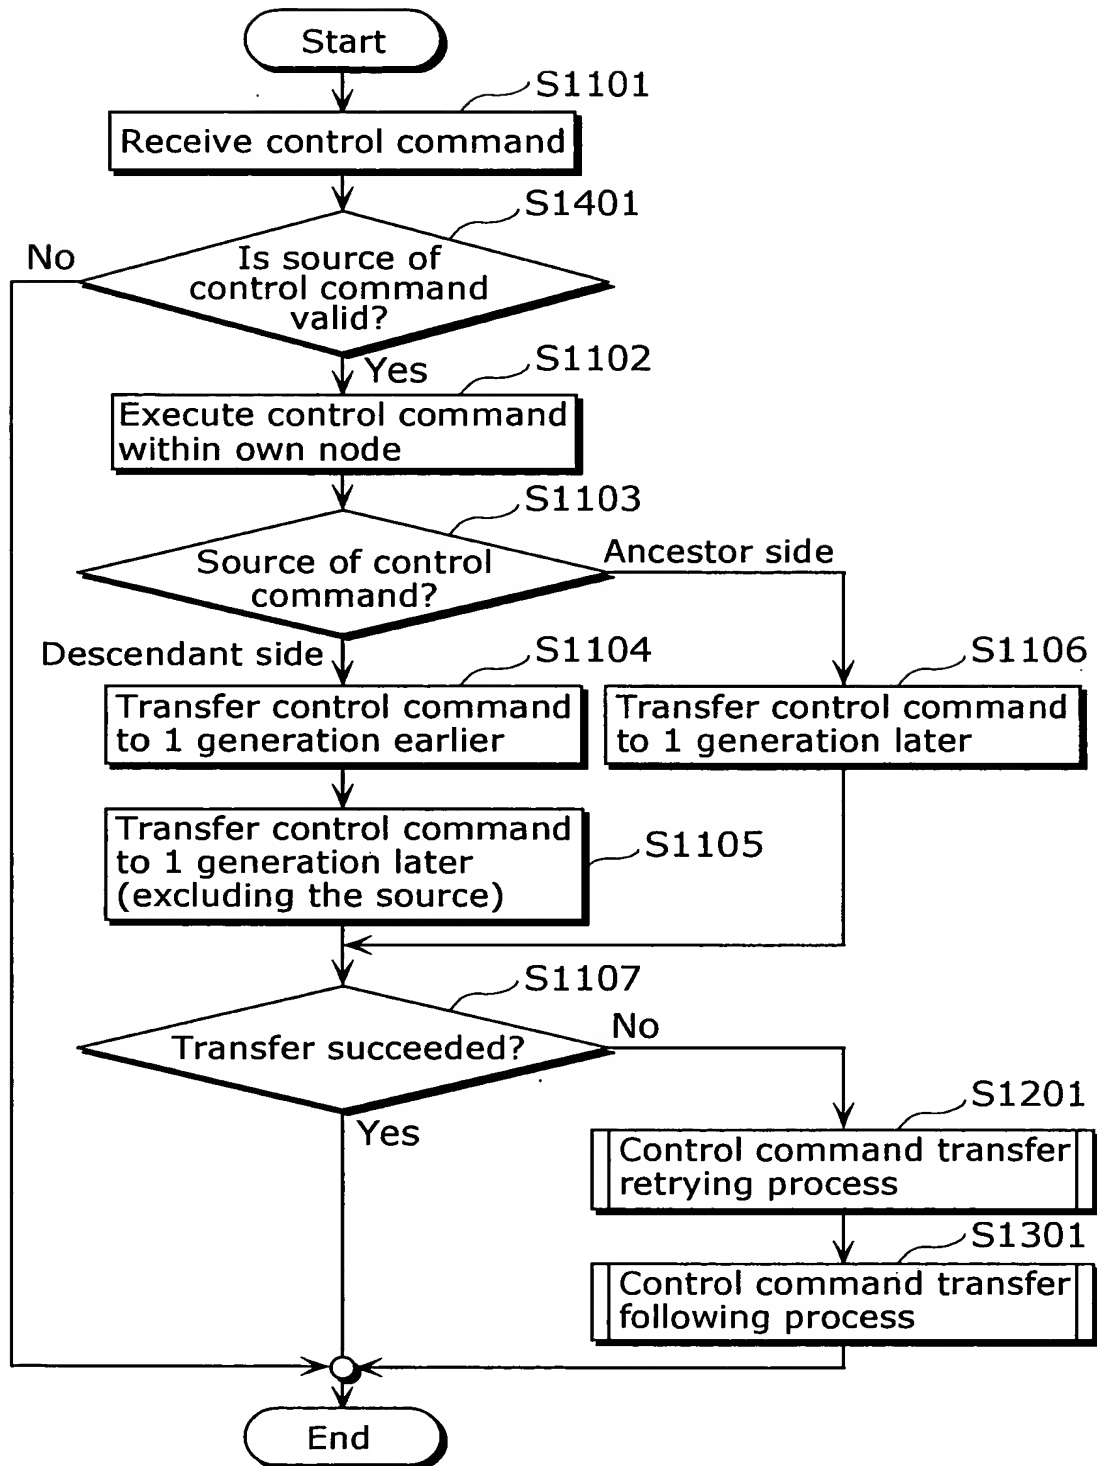 Start
S1101
Receive control command
S1401
No
Is source of
control command
valid?
Yes
S1102
Execute control command
within own node
S1103
Source of control
command?
Ancestor side
Descendant side
S1104
Transfer control command
to 1 generation earlier
S1106
Transfer control command
to 1 generation later
Transfer control command
to 1 generation later
(excluding the source)
S1105
S1107
Transfer succeeded?
No
Yes
S1201
Control command transfer
retrying process
S1301
Control command transfer
following process
End